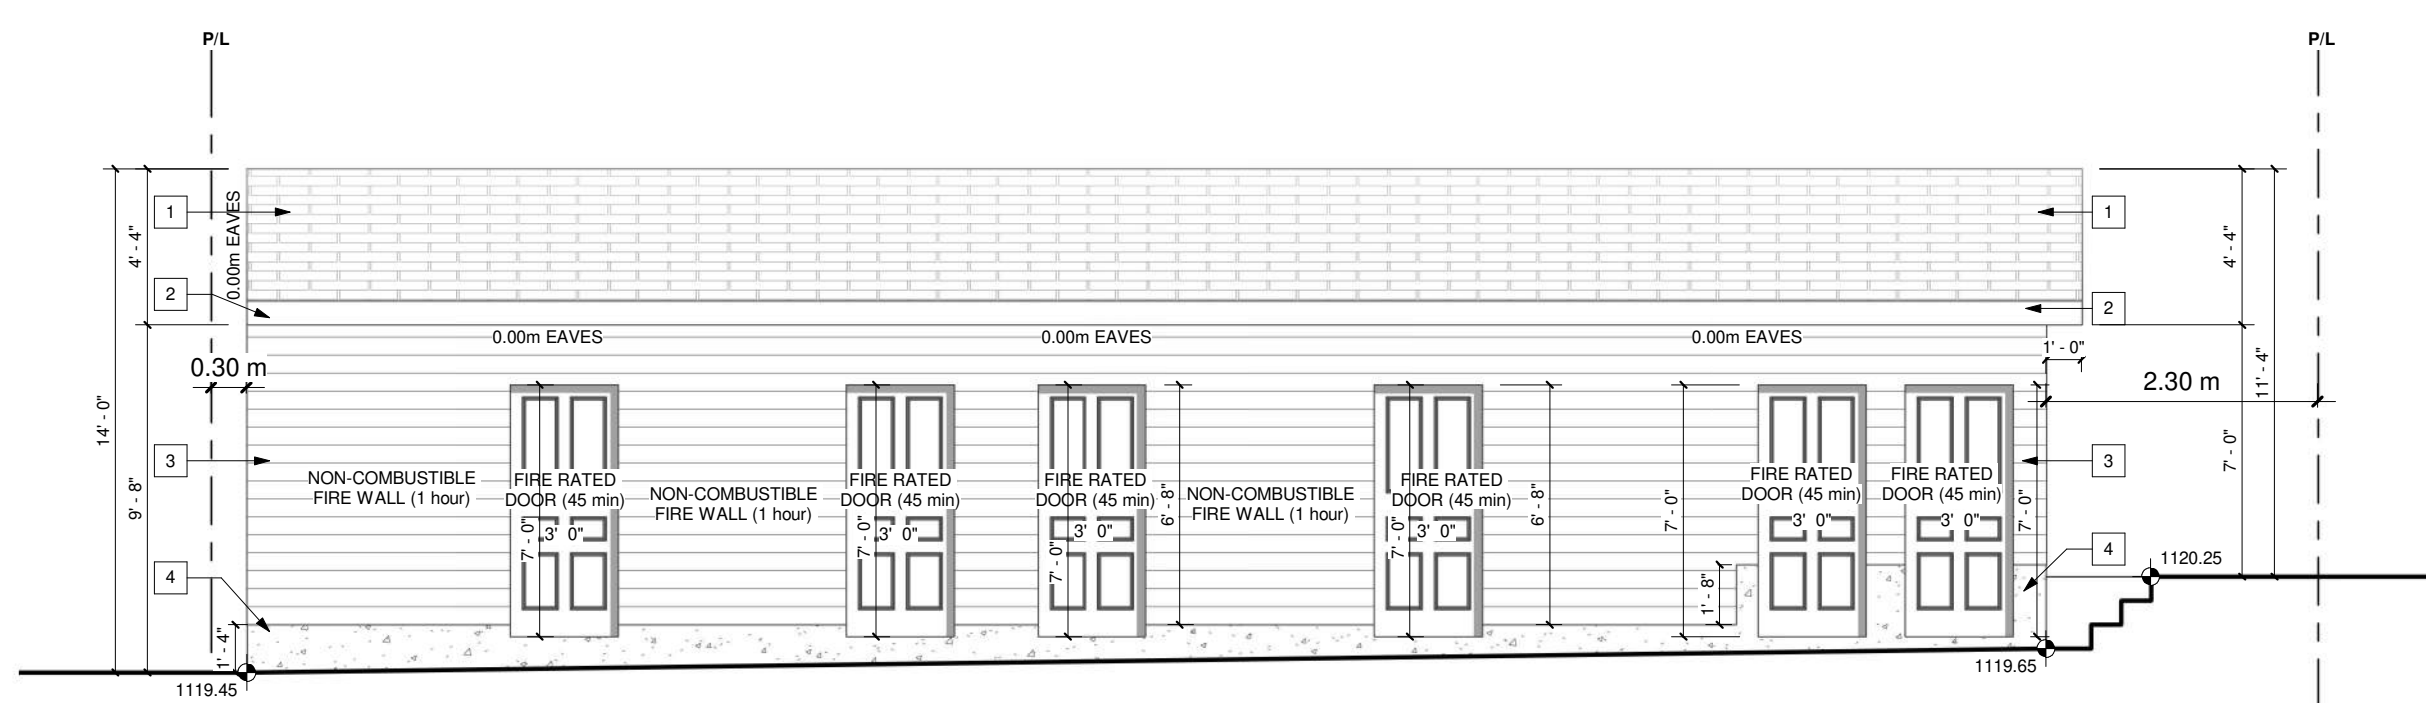 P/L
P/L
1
1
4' - 4"
0.00m EAVES
4' - 4"
2
2
0.00m EAVES
0.00m EAVES
0.00m EAVES
1' - 0"
0.30 m
2.30 m
11' - 4"
14' - 0"
9' - 8"
7' - 0"
3
3
NON-COMBUSTIBLE
FIRE WALL (1 hour)
FIRE RATED
DOOR (45 min)
7' - 0"
3' 0"
NON-COMBUSTIBLE
FIRE WALL (1 hour)
FIRE RATED
DOOR (45 min)
7' - 0"
3' 0"
FIRE RATED
DOOR (45 min)
7' - 0"
3' 0"
6' - 8"
NON-COMBUSTIBLE
FIRE WALL (1 hour)
FIRE RATED
DOOR (45 min)
7' - 0"
3' 0"
6' - 8"
7' - 0"
FIRE RATED
DOOR (45 min)
3' 0"
FIRE RATED
DOOR (45 min)
3' 0"
7' - 0"
4
4
1' - 4"
1' - 8"
1120.25
1119.65
1119.45